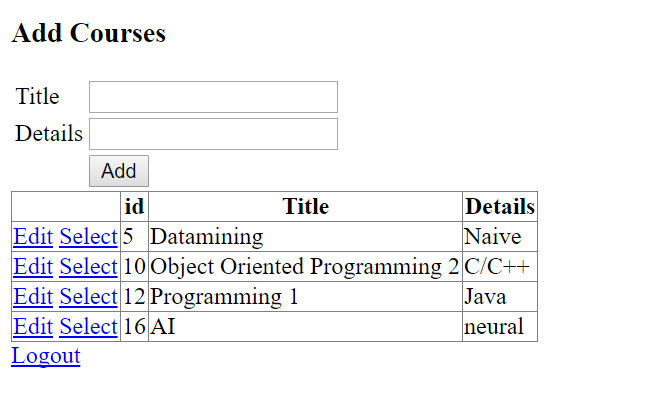 Add Courses
Title
Details
Add
id Title Details
Edit Select 5 Datamining Naive
Edit Select 10 Object Oriented Programming 2 C/C++
Edit Select 12 Programming 1 Java
Edit Select 16 AI neural
Logout